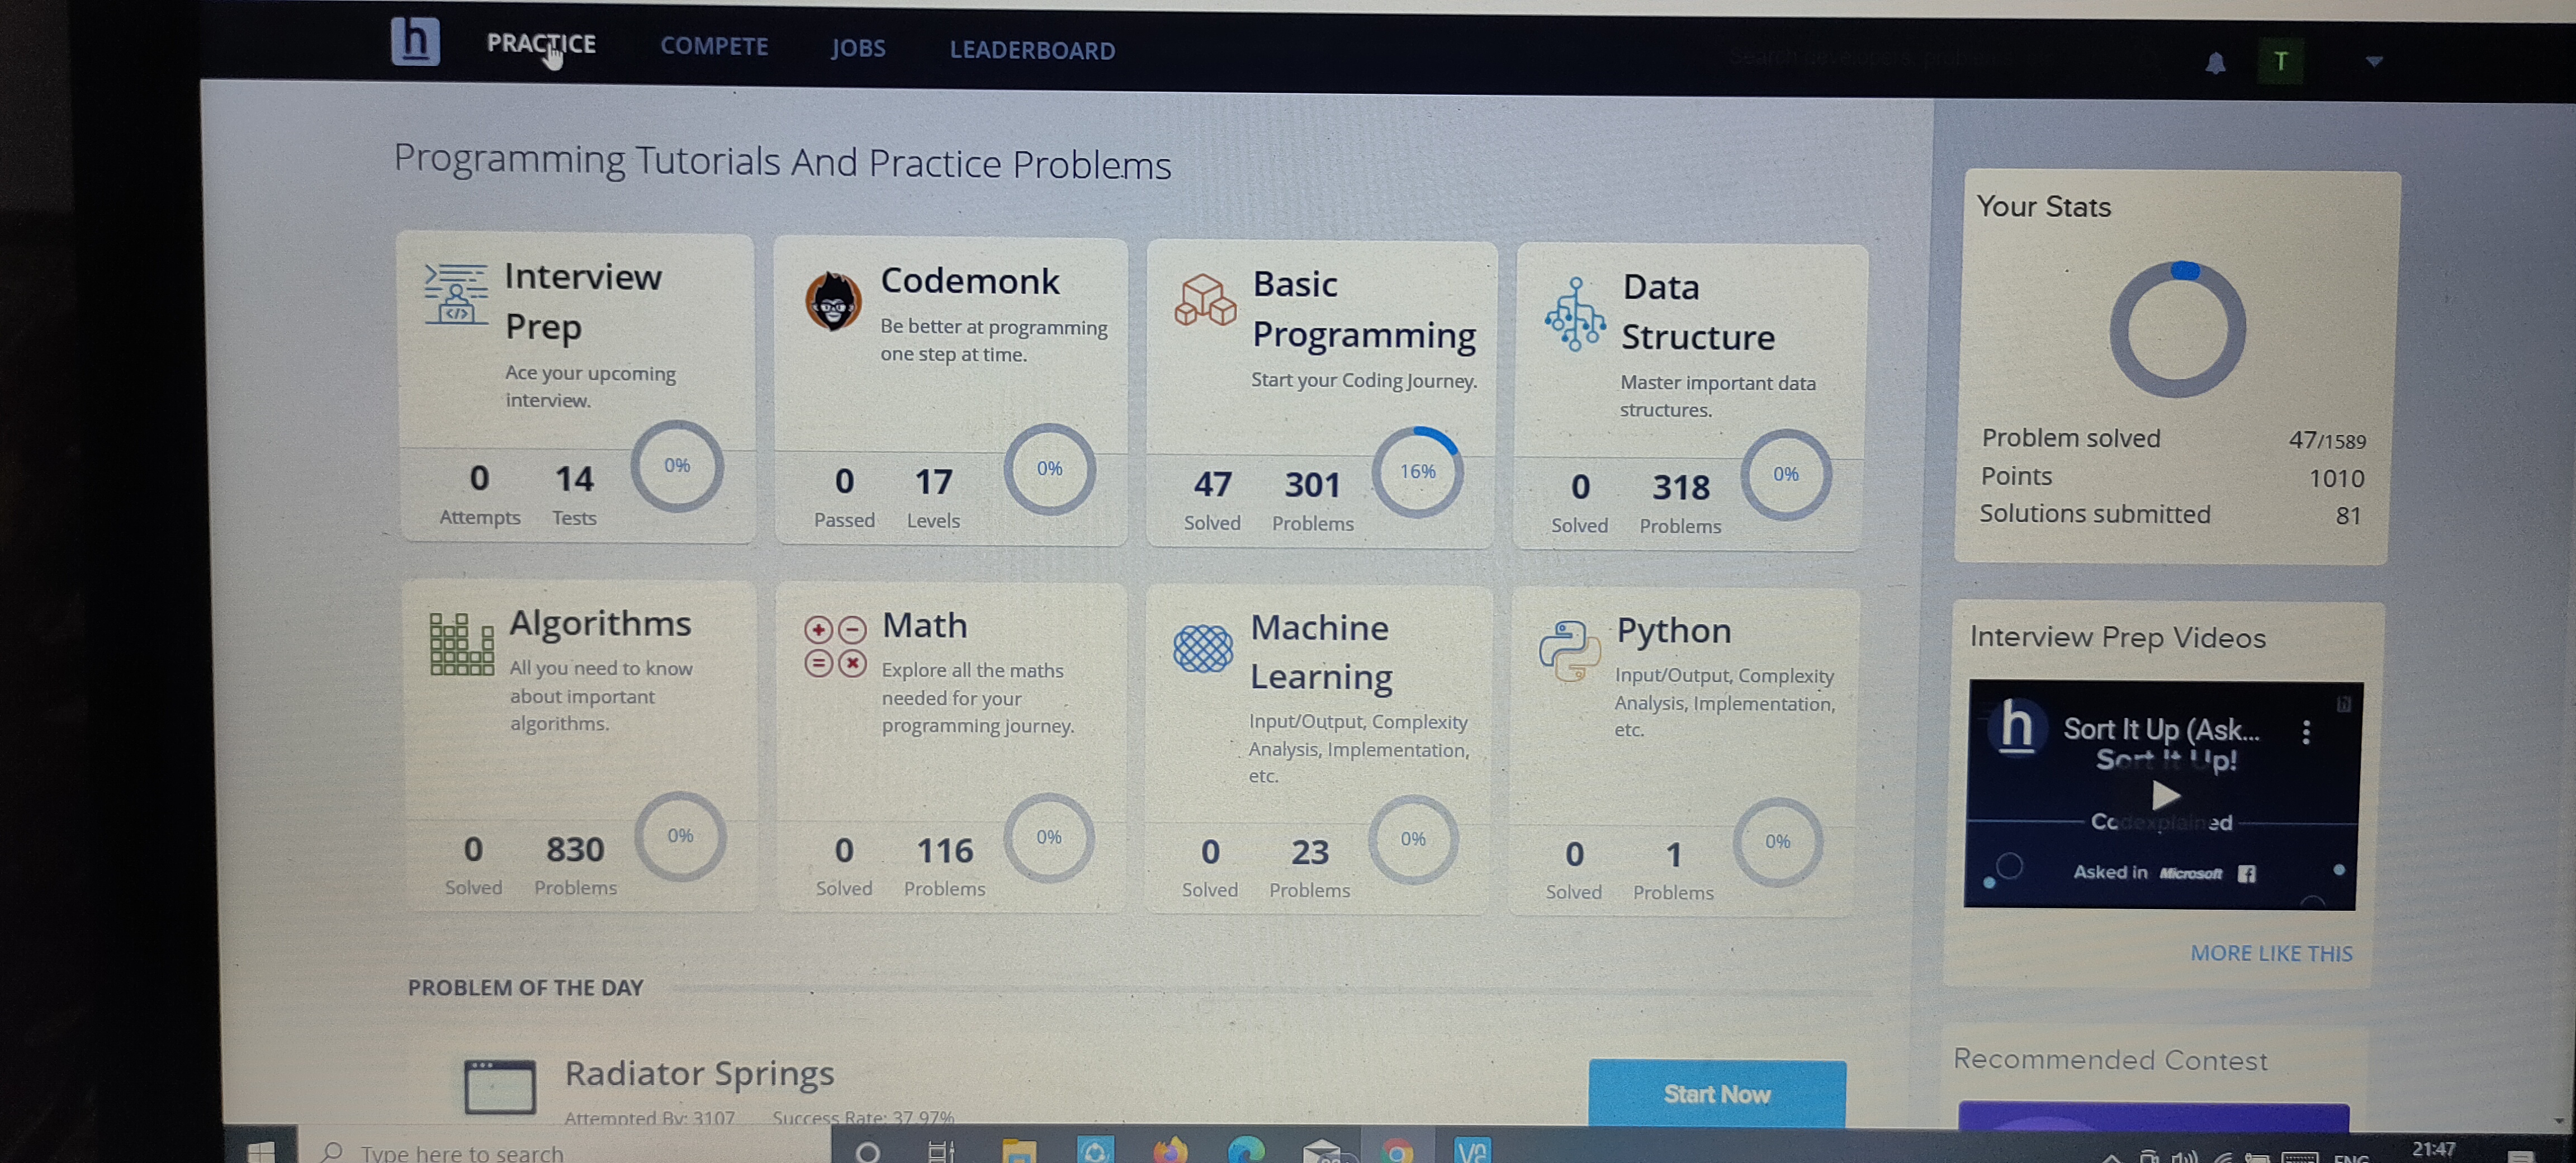 h PRACTICE COMPETE JOBS LEADERBOARD
T
Programming Tutorials And Practice Problems
Interview
Prep
Ace your upcoming
interview.
0 14 0%
Attempts Tests
Codemonk
Be better at programming
one step at time.
0 17 0%
Passed Levels
Basic
Programming
Start your Coding Journey.
47 301 16%
Solved Problems
Data
Structure
Master important data
structures.
0 318 0%
Solved Problems
Algorithms
All you need to know
about important
algorithms.
0 830 0%
Solved Problems
Math
Explore all the maths
needed for your
programming journey.
0 116 0%
Solved Problems
Machine
Learning
Input/Output, Complexity
Analysis, Implementation,
etc.
0 23 0%
Solved Problems
Python
Input/Output, Complexity
Analysis, Implementation,
etc.
0 1 0%
Solved Problems
PROBLEM OF THE DAY
Radiator Springs
Attempted By: 3107 Success Rate: 37.97%
Start Now
Your Stats
Problem solved 47/1589
Points 1010
Solutions submitted 81
Interview Prep Videos
h Sort It Up (Ask...
Sort It Up!
Codexplained
Asked in Microsoft f
MORE LIKE THIS
Recommended Contest
Type here to search
ENG
21:47